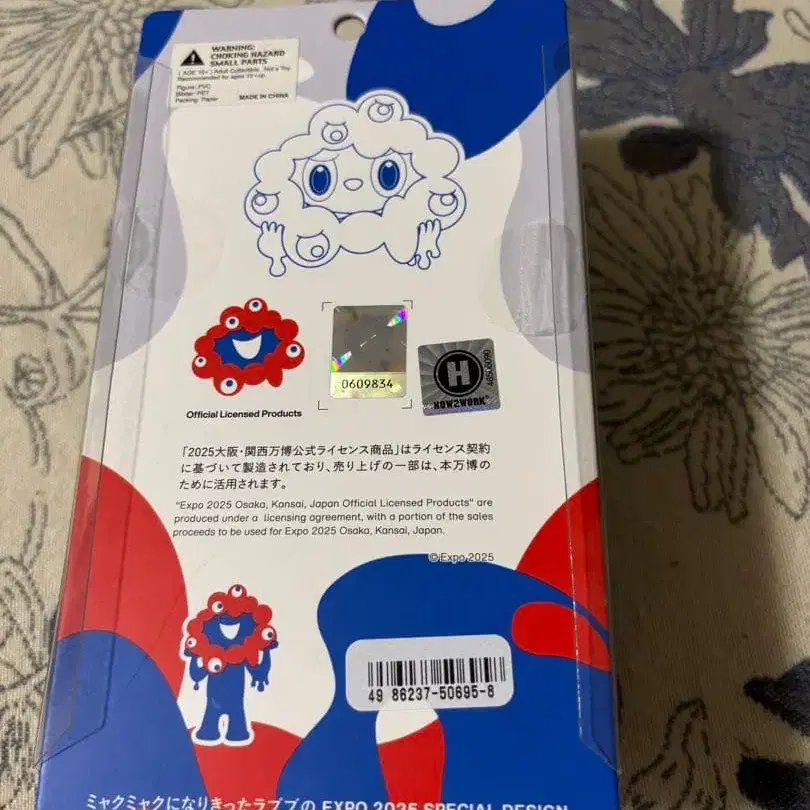 WARNING:
CHOKING HAZARD
SMALL PARTS
Figure: PVC
Blister: PET
Packing: Paper
MADE IN CHINA
0609834
H
HOW2WORK®
Official Licensed Products
「2025大阪・関西万博公式ライセンス商品」はライセンス契約
に基づいて製造されており、売り上げの一部は、本万博の
ために活用されます。
"Expo 2025 Osaka, Kansai, Japan Official Licensed Products" are
produced under a licensing agreement, with a portion of the sales
proceeds to be used for Expo 2025 Osaka, Kansai, Japan.
©Expo 2025
49 86237-50695-8
ミャクミャクになりきったラブブの EXPO 2025 SPECIAL DESIGN